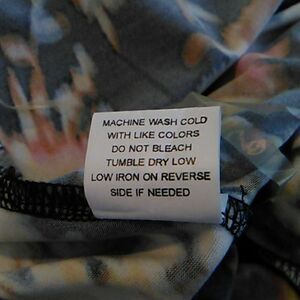 MACHINE WASH COLD
WITH LIKE COLORS
DO NOT BLEACH
TUMBLE DRY LOW
LOW IRON ON REVERSE
SIDE IF NEEDED